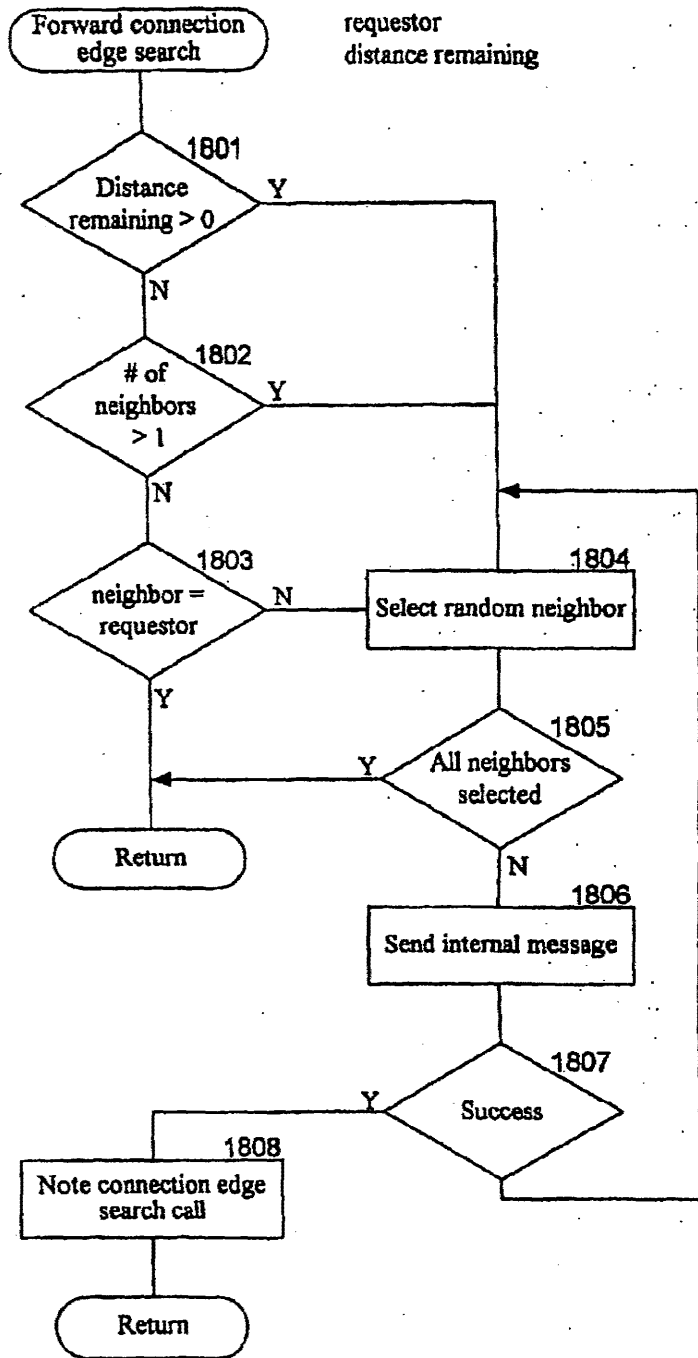 Forward connection
edge search
requestor
distance remaining
1801
Distance
remaining > 0
Y
N
1802
# of
neighbors
> 1
Y
N
1803
neighbor =
requestor
N
Y
1804
Select random neighbor
1805
All neighbors
selected
Y
N
Return
1806
Send internal message
1807
Success
Y
1808
Note connection edge
search call
Return